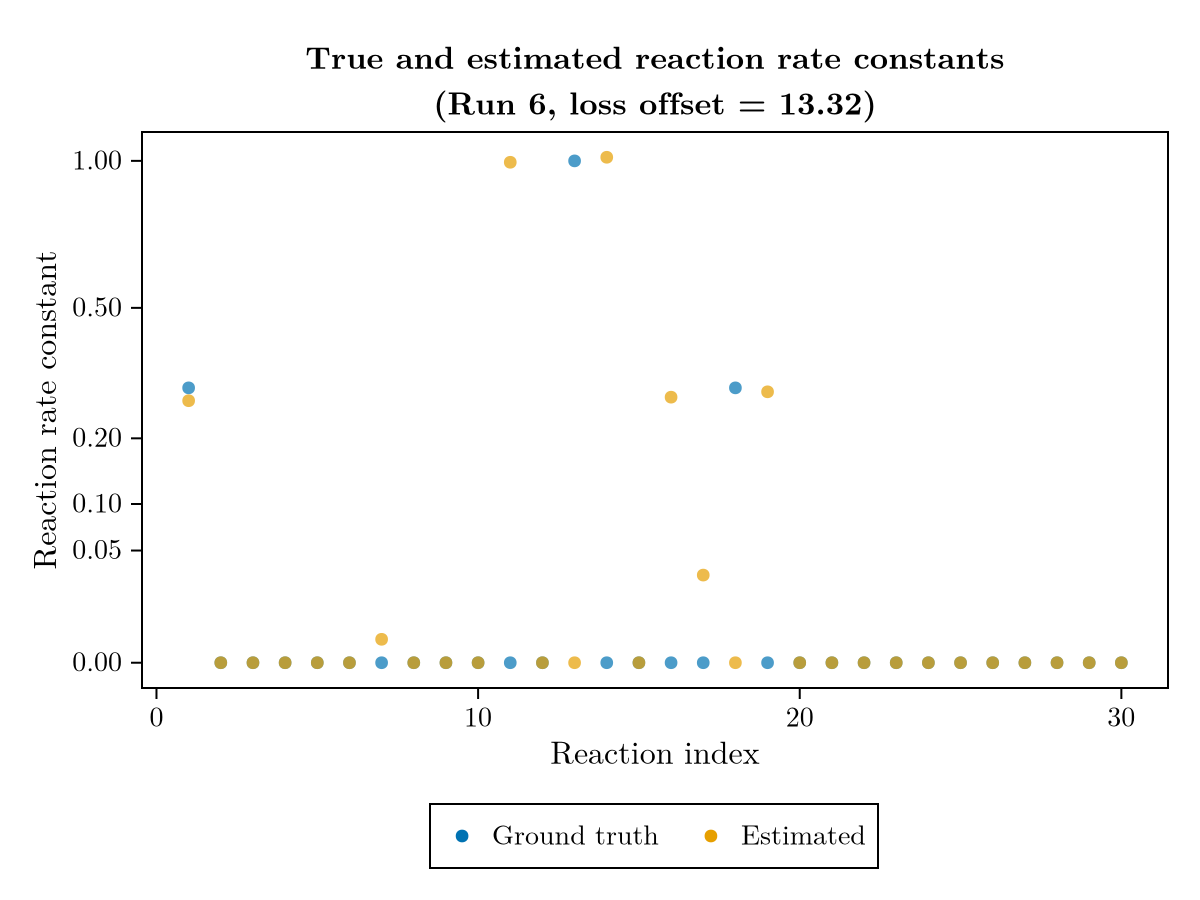 True and estimated reaction rate constants
(Run 6, loss offset = 13.32)
Reaction rate constant
1.00
0.50
0.20
0.10
0.05
0.00
0
10
20
30
Reaction index
Ground truth
Estimated